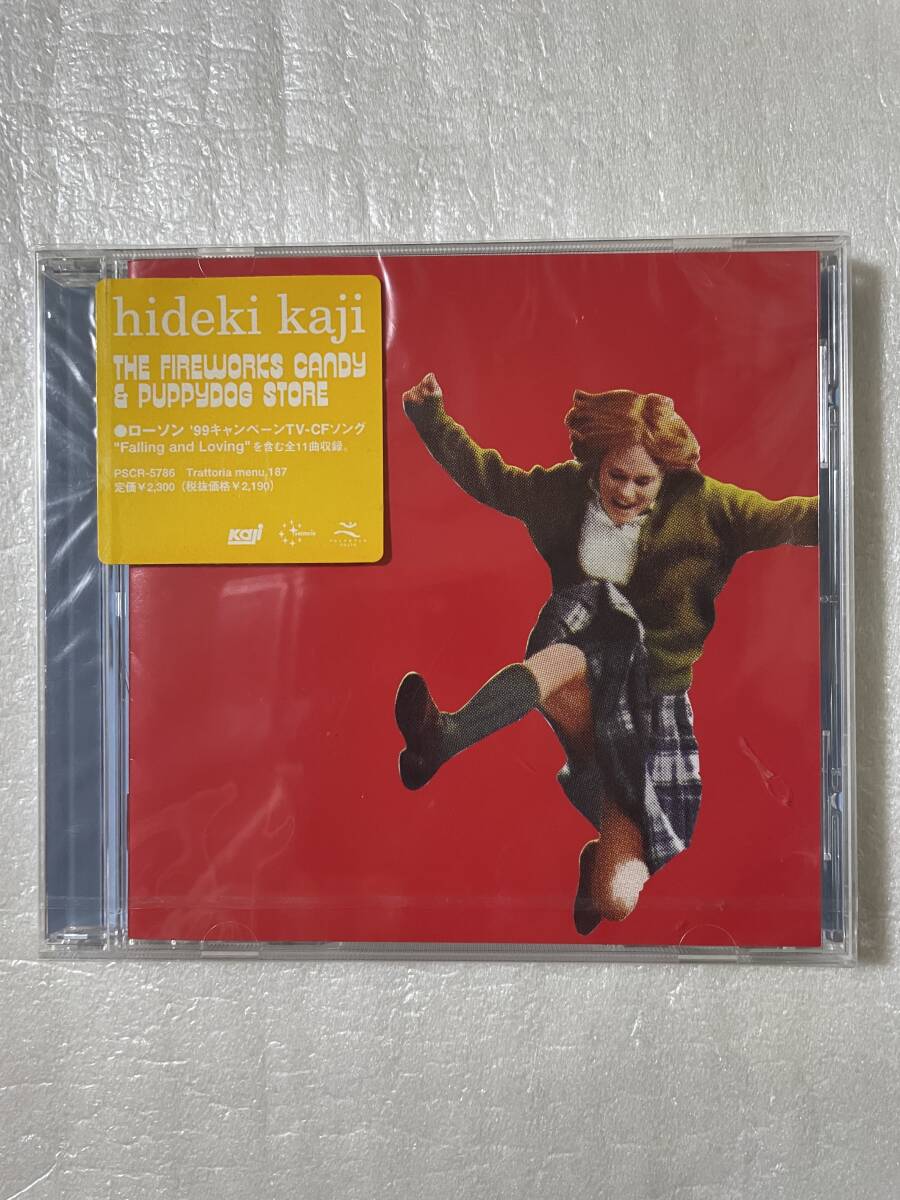 hideki kaji
THE FIREWORKS CANDY
& PUPPYDOG STORE
●ローソン '99キャンペーンTV-CFソング
"Falling and Loving"を含む全11曲収録。
PSCR-5786 Trattoria menu.187
定価¥2,300（税抜価格¥2,190）
Kaji